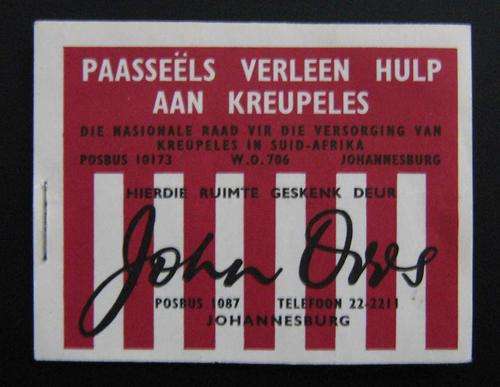 PAASSEËLS VERLEEN HULP
AAN KREUPELES
DIE NASIONALE RAAD VIR DIE VERSORGING VAN
KREUPELES IN SUID-AFRIKA
POSBUS 10173 W.O. 706 JOHANNESBURG
HIERDIE RUIMTE GESKENK DEUR
John Orrs
POSBUS 1087 TELEFOON 22-2211
JOHANNESBURG